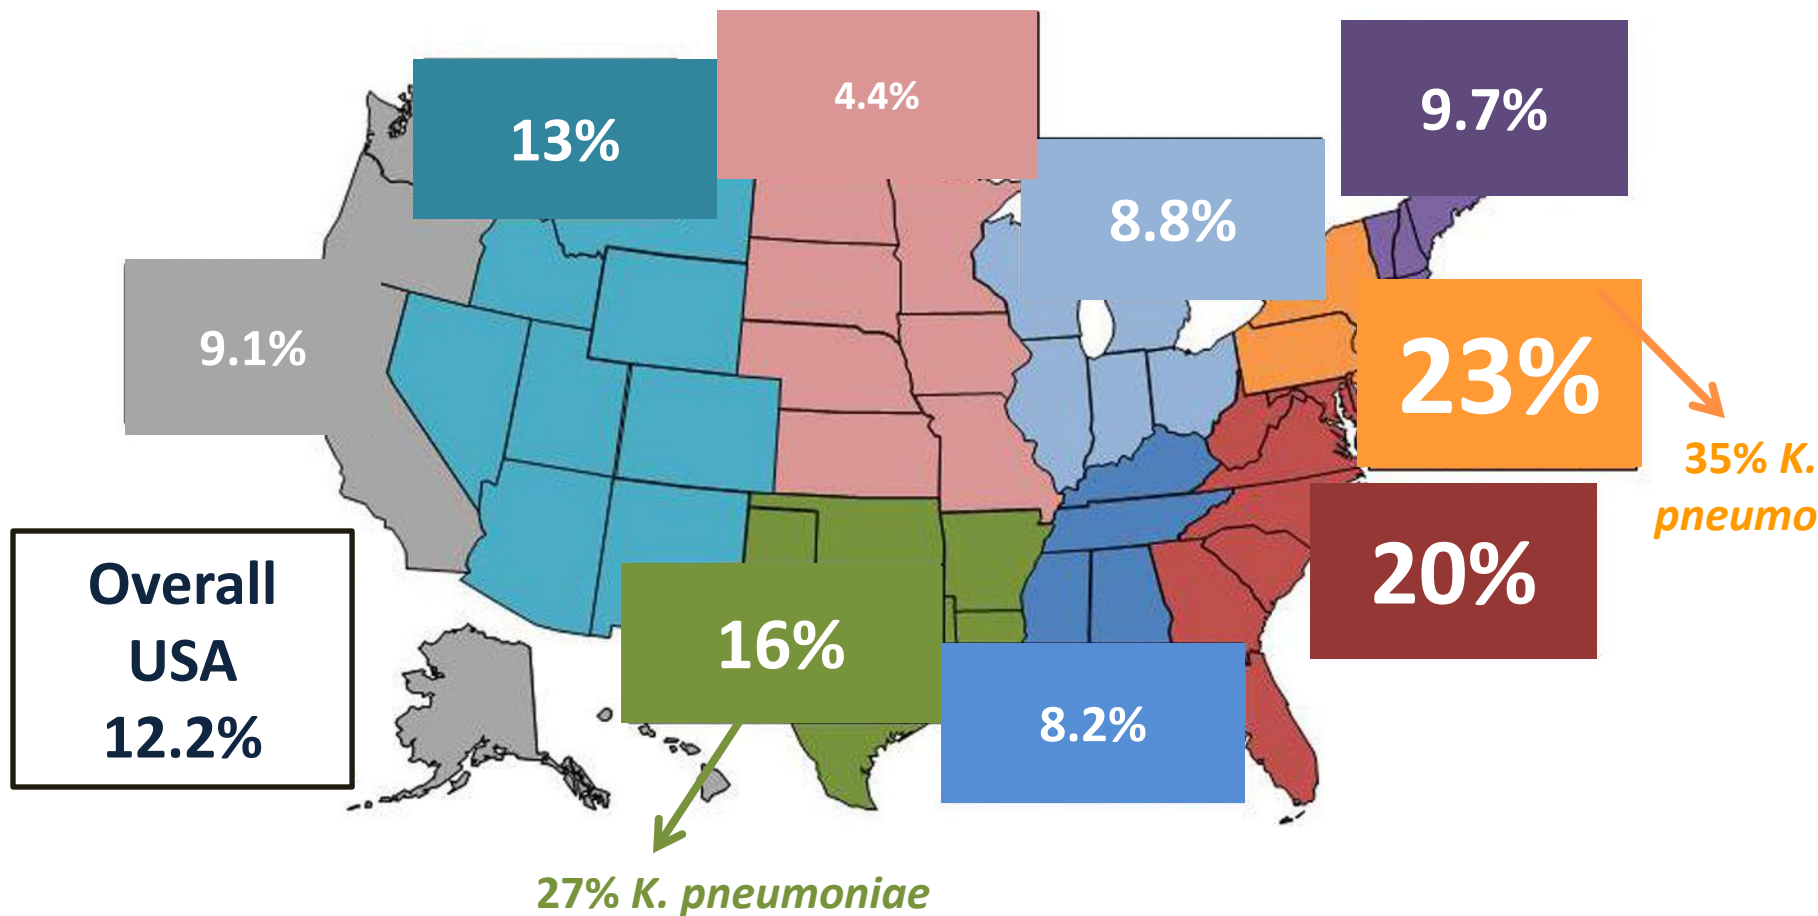 4.4%
9.7%
13%
8.8%
9.1%
23%
35% K.
pneumo
20%
Overall
USA
12.2%
16%
8.2%
27% K. pneumoniae